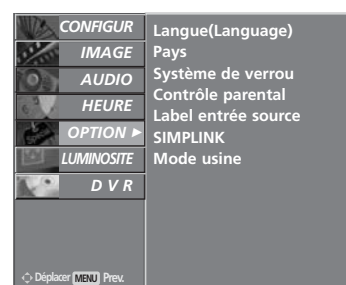 CONFIGUR
IMAGE
AUDIO
HEURE
OPTION ►
LUMINOSITE
D V R
Langue(Language)
Pays
Système de verrou
Contrôle parental
Label entrée source
SIMPLINK
Mode usine
Déplacer MENU Prev.